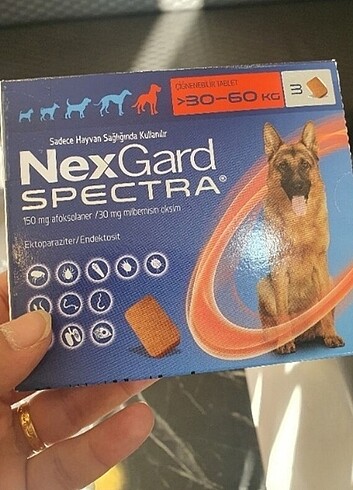 ÇİĞNENEBİLİR TABLET
>30-60 KG
3
Sadece Hayvan Sağlığında Kullanılır
NexGard
SPECTRA®
150 mg afoksolaner /30 mg milbemisin oksim
Ektoparaziter/Endektosit